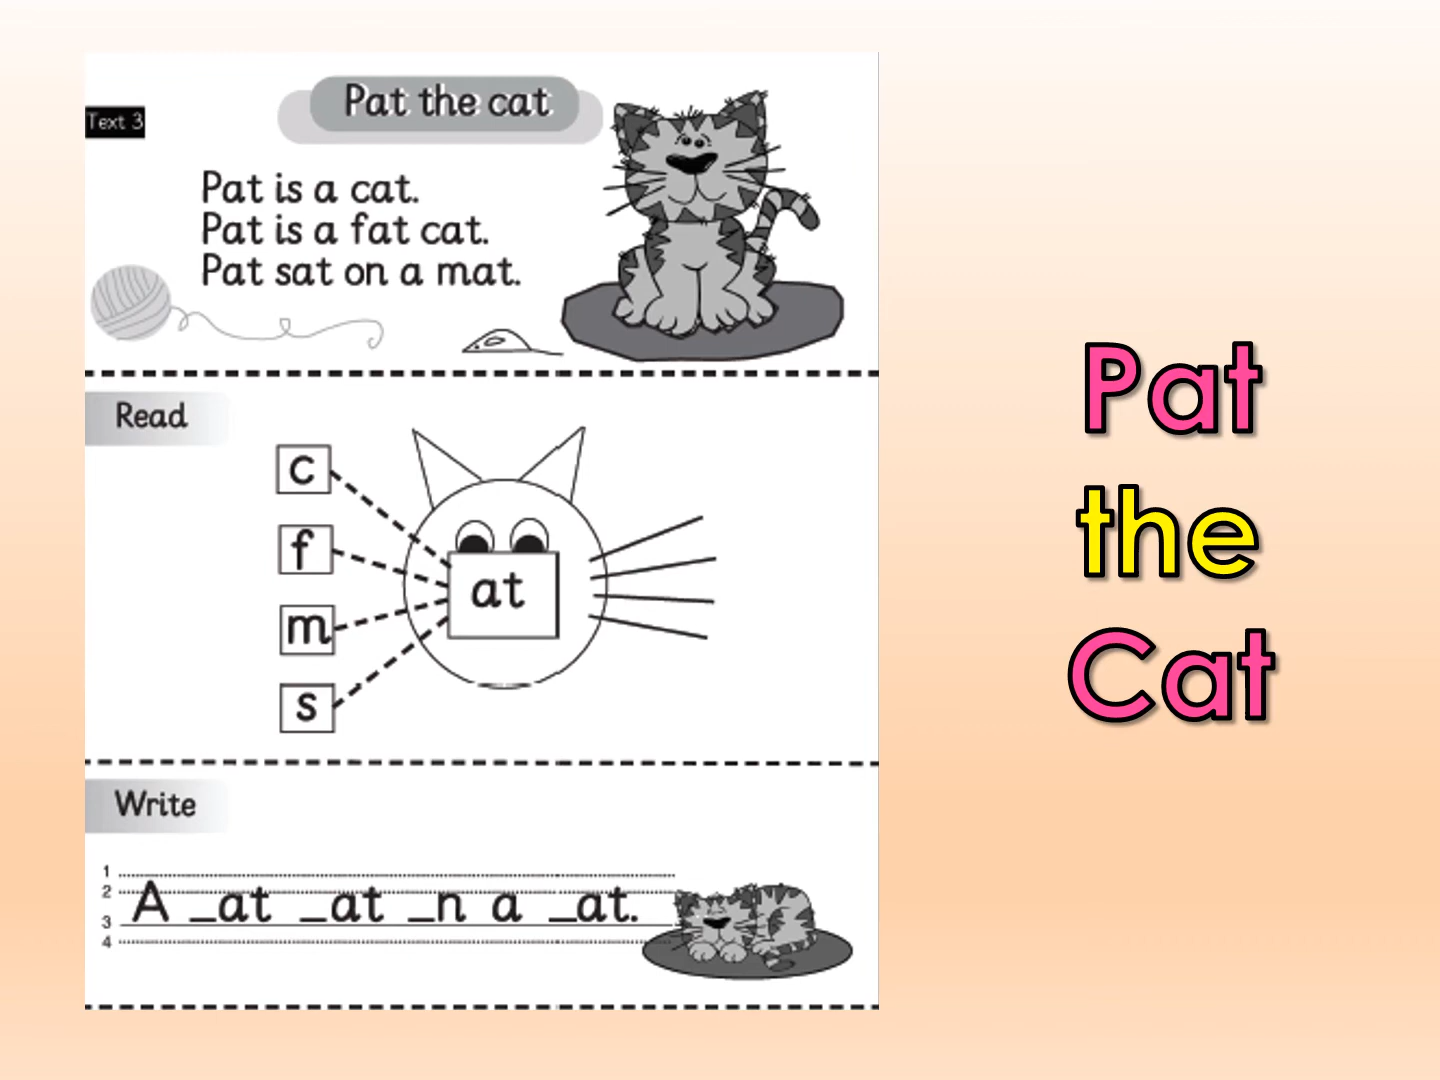 Text 3
Pat the cat
Pat is a cat.
Pat is a fat cat.
Pat sat on a mat.
Read
c
f
m
s
at
Write
1
2
3
4
A _at _at _n a _at.
Pat
the
Cat